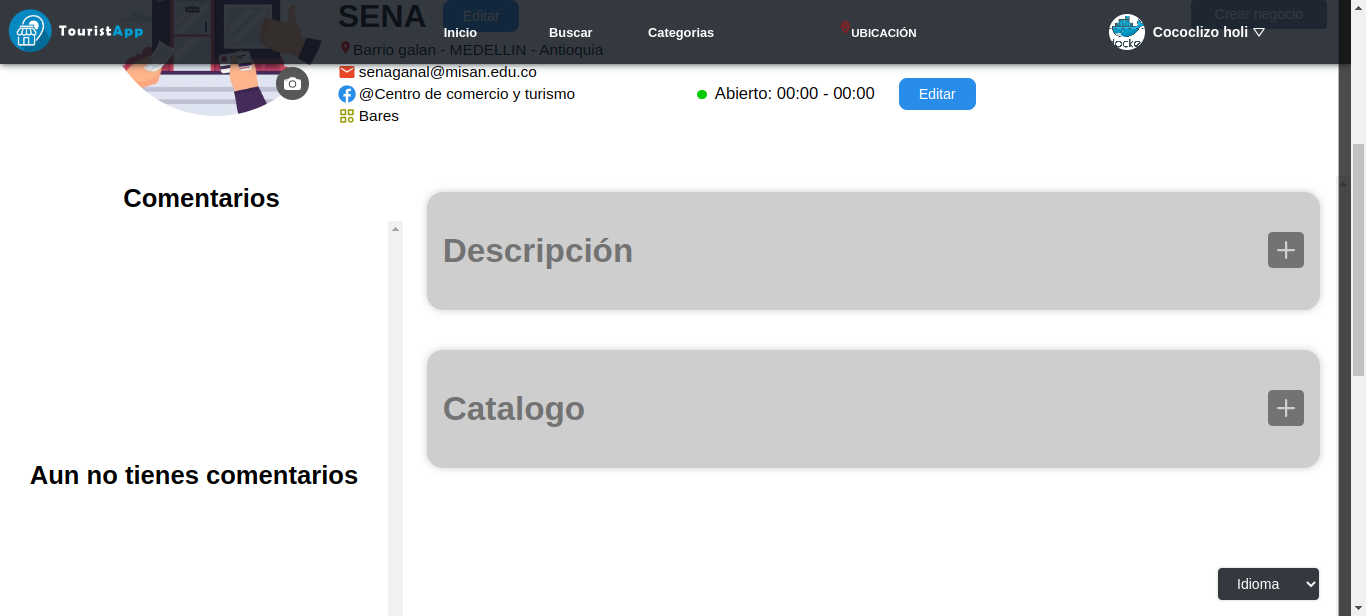 TouristApp
Inicio
Buscar
Categorias
UBICACIÓN
Cococlizo holi
Crear negocio
SENA
Editar
Barrio galan - MEDELLIN - Antioquia
senaganal@misan.edu.co
@Centro de comercio y turismo
Bares
Abierto: 00:00 - 00:00
Editar
Comentarios
Aun no tienes comentarios
Descripción
Catalogo
Idioma